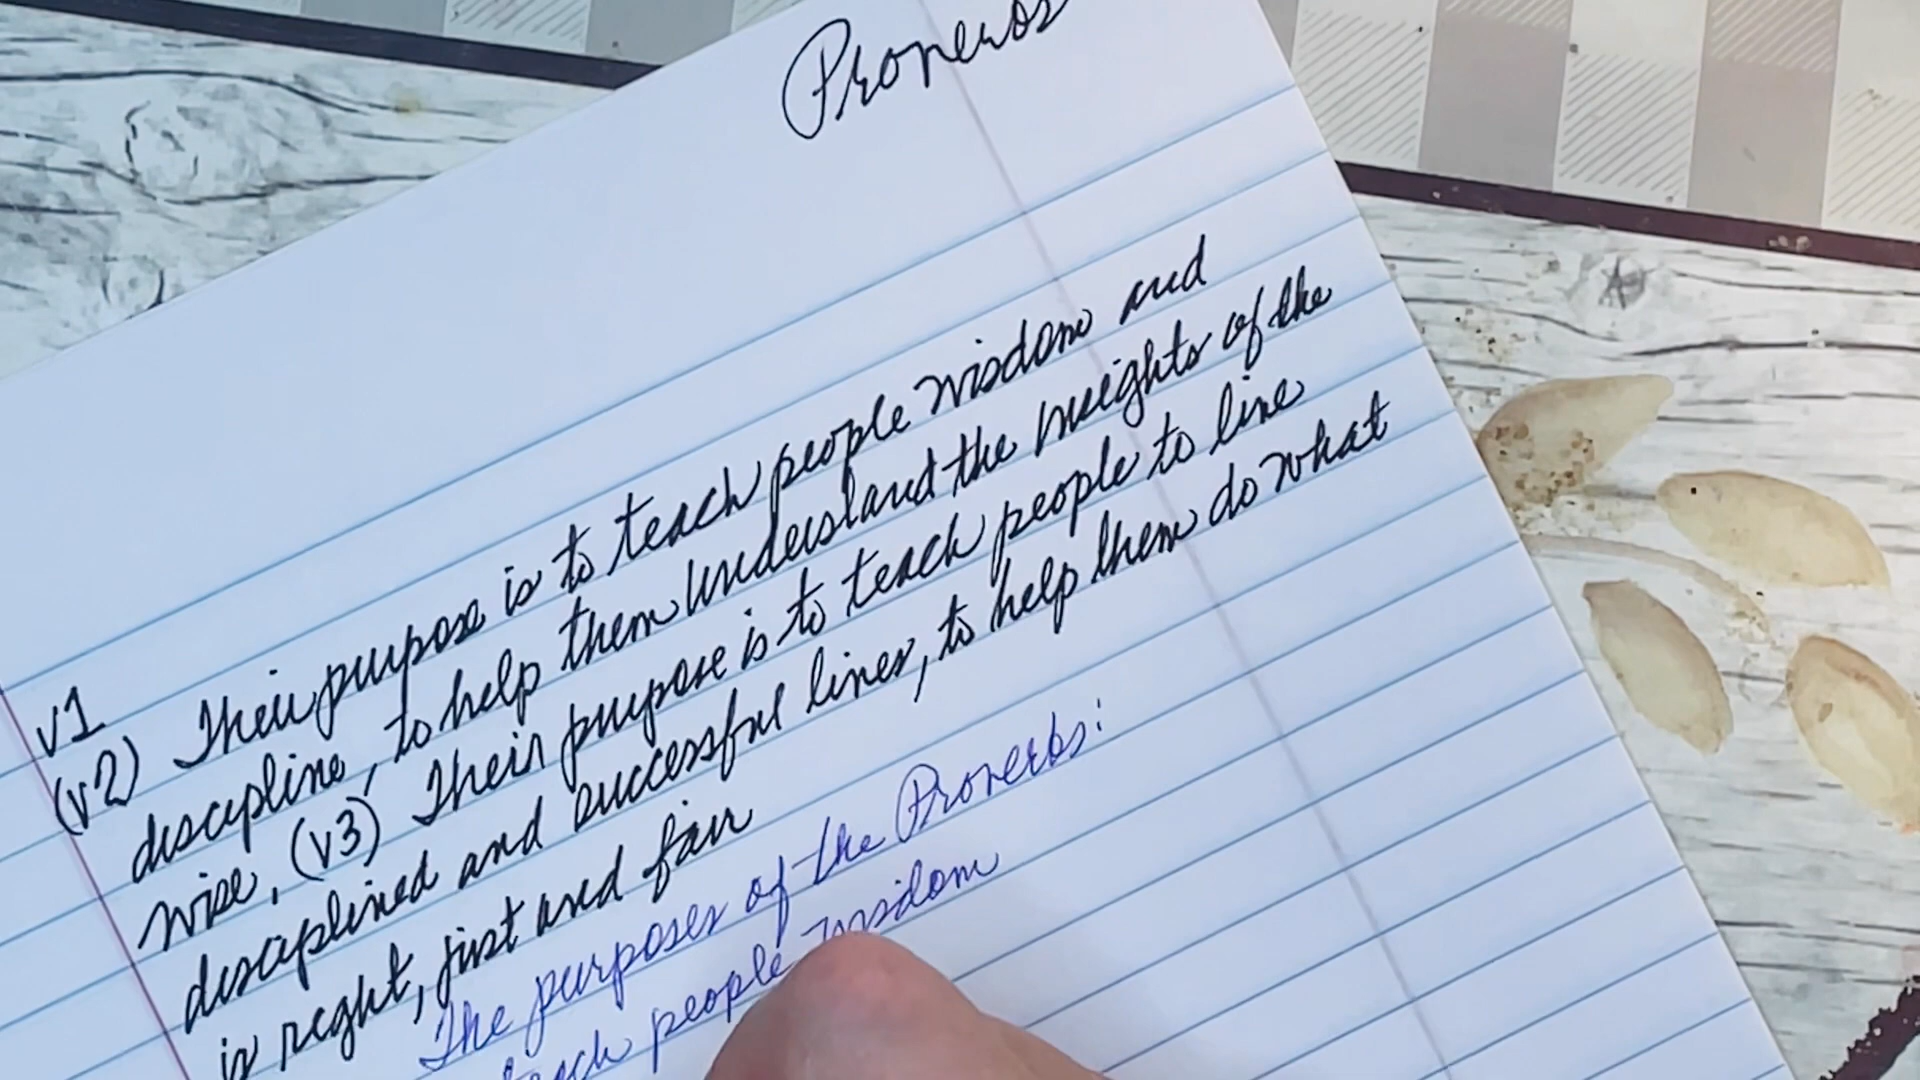 Proverbs
v1
(v2) Their purpose is to teach people wisdom and
discipline, to help them understand the insights of the
wise. (v3) Their purpose is to teach people to live
disciplined and successful lives, to help them do what
is right, just and fair
The purposes of the Proverbs:
teach people wisdom